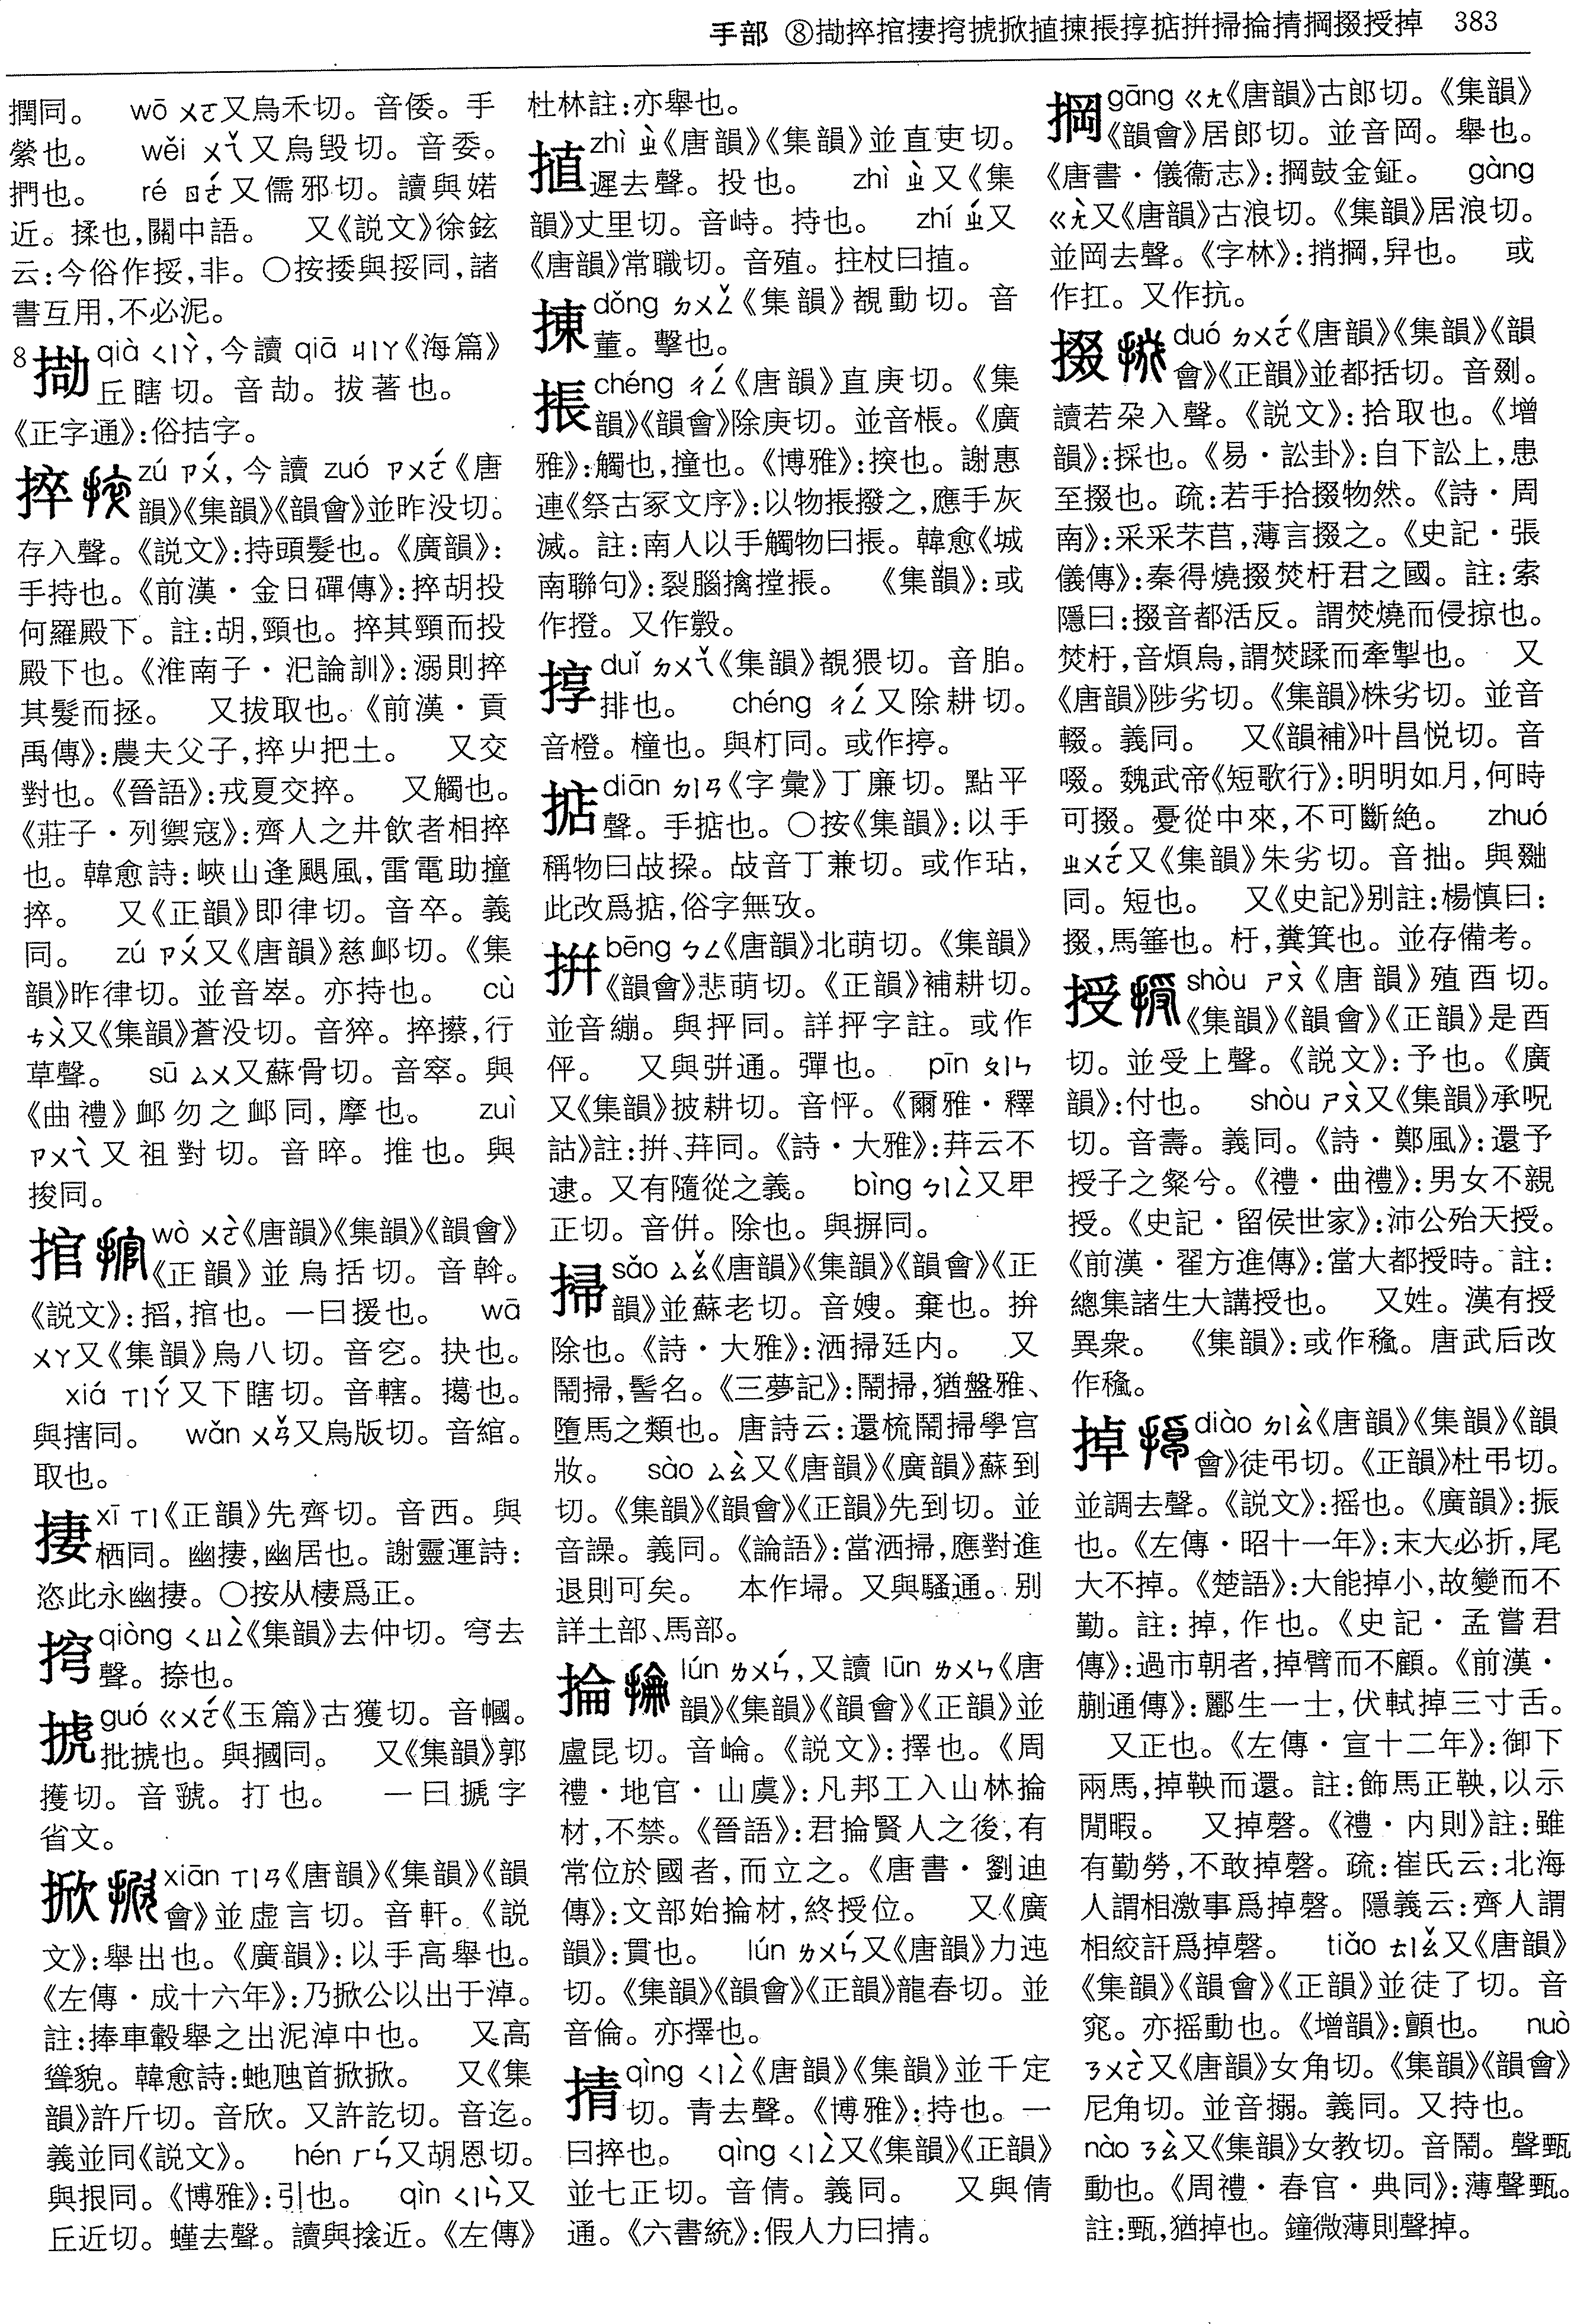 手部 ⑧㨍捽捾捿㧒掝掀㨁揀掁㨃掂拼掃掄掅掆掇授掉 383
撋同。 wō ㄨㄛ又烏禾切。音倭。手
縈也。 wěi ㄨㄟˇ又烏毀切。音委。
捫也。 ré ㄖㄜˊ又儒邪切。讀與婼
近。揉也,關中語。 又《説文》徐鉉
云:今俗作挼,非。○按捼與挼同,諸
書互用,不必泥。
qià ㄑㄧㄚˋ,今讀 qiā ㄐㄧㄚ《海篇》
丘瞎切。音劼。拔著也。
《正字通》:俗拮字。
捽 zú ㄗㄨˊ,今讀 zuó ㄗㄨㄛˊ《唐
韻》《集韻》《韻會》並昨没切。
存入聲。《説文》:持頭髮也。《廣韻》:
手持也。《前漢·金日磾傳》:捽胡投
何羅殿下。註:胡,頸也。捽其頸而投
殿下也。《淮南子·氾論訓》:溺則捽
其髮而拯。 又拔取也。《前漢·貢
禹傳》:農夫父子,捽屮把土。 又交
對也。《晉語》:戎夏交捽。 又觸也。
《莊子·列禦寇》:齊人之井飲者相捽
也。韓愈詩:峽山逢颶風,雷電助撞
捽。 又《正韻》即律切。音卒。義
同。 zú ㄗㄨˊ又《唐韻》慈卹切。《集
韻》昨律切。並音崒。亦持也。 cù
ㄘㄨˋ又《集韻》蒼没切。音猝。捽攃,行
草聲。 sū ㄙㄨ又蘇骨切。音窣。與
《曲禮》卹勿之卹同,摩也。 zuì
ㄗㄨㄟˋ又祖對切。音晬。推也。與
捘同。
捾 wò ㄨㄛˋ《唐韻》《集韻》《韻會》
《正韻》並烏括切。音斡。
《説文》:搯,捾也。一曰援也。 wā
ㄨㄚ又《集韻》烏八切。音穵。抉也。
xiá ㄒㄧㄚˊ又下瞎切。音轄。擖也。
與搳同。 wǎn ㄨㄢˇ又烏版切。音綰。
取也。
捿 xī ㄒㄧ《正韻》先齊切。音西。與
栖同。幽捿,幽居也。謝靈運詩:
恣此永幽捿。○按从棲爲正。
qiòng ㄑㄩㄥˋ《集韻》去仲切。穹去
聲。捺也。
guó ㄍㄨㄛˊ《玉篇》古獲切。音幗。
批㨯也。與摑同。 又《集韻》郭
擭切。音虢。打也。 一曰搋字
省文。
掀 xiān ㄒㄧㄢ《唐韻》《集韻》《韻
會》並虚言切。音軒。《説
文》:舉出也。《廣韻》:以手高舉也。
《左傳·成十六年》:乃掀公以出于淖。
註:捧車轂舉之出泥淖中也。 又高
聳貌。韓愈詩:虵虺首掀掀。 又《集
韻》許斤切。音欣。又許訖切。音迄。
義並同《説文》。 hén ㄏㄣˊ又胡恩切。
與拫同。《博雅》:引也。 qìn ㄑㄧㄣˋ又
丘近切。螼去聲。讀與搇近。《左傳》
杜林註:亦舉也。
揁 zhì ㄓˋ《唐韻》《集韻》並直吏切。
遲去聲。投也。 zhì ㄓˋ又《集
韻》丈里切。音峙。持也。 zhí ㄓˊ又
《唐韻》常職切。音殖。拄杖曰揁。
揀 dǒng ㄉㄨㄥˇ《集韻》覩動切。音
董。擊也。
掁 chéng ㄔㄥˊ《唐韻》直庚切。《集
韻》《韻會》除庚切。並音棖。《廣
雅》:觸也,撞也。《博雅》:揬也。謝惠
連《祭古冢文序》:以物掁撥之,應手灰
滅。註:南人以手觸物曰掁。韓愈《城
南聯句》:裂腦擒摚掁。 《集韻》:或
作撜。又作㲂。
㨃 duǐ ㄉㄨㄟˇ《集韻》覩猥切。音䏨。
排也。 chéng ㄔㄥˊ又除耕切。
音橙。橦也。與朾同。或作揨。
掂 diān ㄉㄧㄢ《字彙》丁廉切。點平
聲。手掂也。○按《集韻》:以手
稱物曰敁挅。敁音丁兼切。或作玷,
此改爲掂,俗字無攷。
拼 bēng ㄅㄥ《唐韻》北萌切。《集韻》
《韻會》悲萌切。《正韻》補耕切。
並音繃。與抨同。詳抨字註。或作
伻。 又與弸通。彈也。 pīn ㄆㄧㄣ
又《集韻》披耕切。音怦。《爾雅·釋
詁》註:拼、荓同。《詩·大雅》:荓云不
逮。又有隨從之義。 bìng ㄅㄧㄥˋ又畀
正切。音併。除也。與摒同。
掃 sǎo ㄙㄠˇ《唐韻》《集韻》《韻會》《正
韻》並蘇老切。音嫂。棄也。拚
除也。《詩·大雅》:洒掃廷内。 又
鬧掃,髻名。《三夢記》:鬧掃,猶盤雅、
墮馬之類也。唐詩云:還梳鬧掃學宫
妝。 sào ㄙㄠˋ又《唐韻》《廣韻》蘇到
切。《集韻》《韻會》《正韻》先到切。並
音譟。義同。《論語》:當洒掃,應對進
退則可矣。 本作埽。又與騷通。别
詳土部、馬部。
掄 lún ㄌㄨㄣˊ,又讀 lūn ㄌㄨㄣ《唐
韻》《集韻》《韻會》《正韻》並
盧昆切。音崘。《説文》:擇也。《周
禮·地官·山虞》:凡邦工入山林掄
材,不禁。《晉語》:君掄賢人之後,有
常位於國者,而立之。《唐書·劉迪
傳》:文部始掄材,終授位。 又《廣
韻》:貫也。 lún ㄌㄨㄣˊ又《唐韻》力迍
切。《集韻》《韻會》《正韻》龍春切。並
音倫。亦擇也。
掅 qìng ㄑㄧㄥˋ《唐韻》《集韻》並千定
切。青去聲。《博雅》:持也。一
曰捽也。 qìng ㄑㄧㄥˋ又《集韻》《正韻》
並七正切。音倩。義同。 又與倩
通。《六書統》:假人力曰掅。
掆 gāng ㄍㄤ《唐韻》古郎切。《集韻》
《韻會》居郎切。並音岡。舉也。
《唐書·儀衞志》:掆鼓金鉦。 gàng
ㄍㄤˋ又《唐韻》古浪切。《集韻》居浪切。
並岡去聲。《字林》:捎掆,舁也。 或
作扛。又作抗。
掇 duó ㄉㄨㄛˊ《唐韻》《集韻》《韻
會》《正韻》並都括切。音剟。
讀若朶入聲。《説文》:拾取也。《增
韻》:採也。《易·訟卦》:自下訟上,患
至掇也。疏:若手拾掇物然。《詩·周
南》:采采芣苢,薄言掇之。《史記·張
儀傳》:秦得燒掇焚杅君之國。註:索
隱曰:掇音都活反。謂焚燒而侵掠也。
焚杅,音煩烏,謂焚蹂而牽掣也。 又
《唐韻》陟劣切。《集韻》株劣切。並音
輟。義同。 又《韻補》叶昌悦切。音
啜。魏武帝《短歌行》:明明如月,何時
可掇。憂從中來,不可斷絶。 zhuó
ㄓㄨㄛˊ又《集韻》朱劣切。音拙。與㔍
同。短也。 又《史記》别註:楊慎曰:
掇,馬箠也。杅,糞箕也。並存備考。
授 shòu ㄕㄡˋ《唐韻》殖酉切。
《集韻》《韻會》《正韻》是酉
切。並受上聲。《説文》:予也。《廣
韻》:付也。 shòu ㄕㄡˋ又《集韻》承呪
切。音壽。義同。《詩·鄭風》:還予
授子之粲兮。《禮·曲禮》:男女不親
授。《史記·留侯世家》:沛公殆天授。
《前漢·翟方進傳》:當大都授時。註:
總集諸生大講授也。 又姓。漢有授
異衆。 《集韻》:或作稺。唐武后改
作稺。
掉 diào ㄉㄧㄠˋ《唐韻》《集韻》《韻
會》徒弔切。《正韻》杜弔切。
並調去聲。《説文》:摇也。《廣韻》:振
也。《左傳·昭十一年》:末大必折,尾
大不掉。《楚語》:大能掉小,故變而不
勤。註:掉,作也。《史記·孟嘗君
傳》:過市朝者,掉臂而不顧。《前漢·
蒯通傳》:酈生一士,伏軾掉三寸舌。
又正也。《左傳·宣十二年》:御下
兩馬,掉鞅而還。註:飾馬正鞅,以示
閒暇。 又掉磬。《禮·内則》註:雖
有勤勞,不敢掉磬。疏:崔氏云:北海
人謂相激事爲掉磬。隱義云:齊人謂
相絞訐爲掉磬。 tiǎo ㄊㄧㄠˇ又《唐韻》
《集韻》《韻會》《正韻》並徒了切。音
窕。亦摇動也。《增韻》:顫也。 nuò
ㄋㄨㄛˋ又《唐韻》女角切。《集韻》《韻會》
尼角切。並音搦。義同。又持也。
nào ㄋㄠˋ又《集韻》女教切。音鬧。聲甄
動也。《周禮·春官·典同》:薄聲甄。
註:甄,猶掉也。鐘微薄則聲掉。